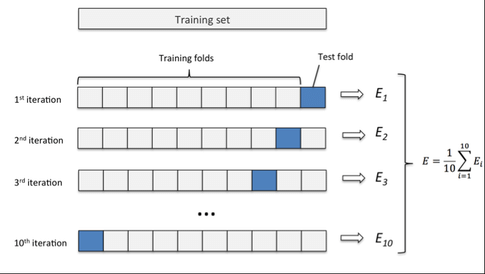 Training set
Training folds
Test fold
1st iteration
E1
2nd iteration
E2
3rd iteration
E3
E = 1/10 10∑i=1 Ei
...
10th iteration
E10